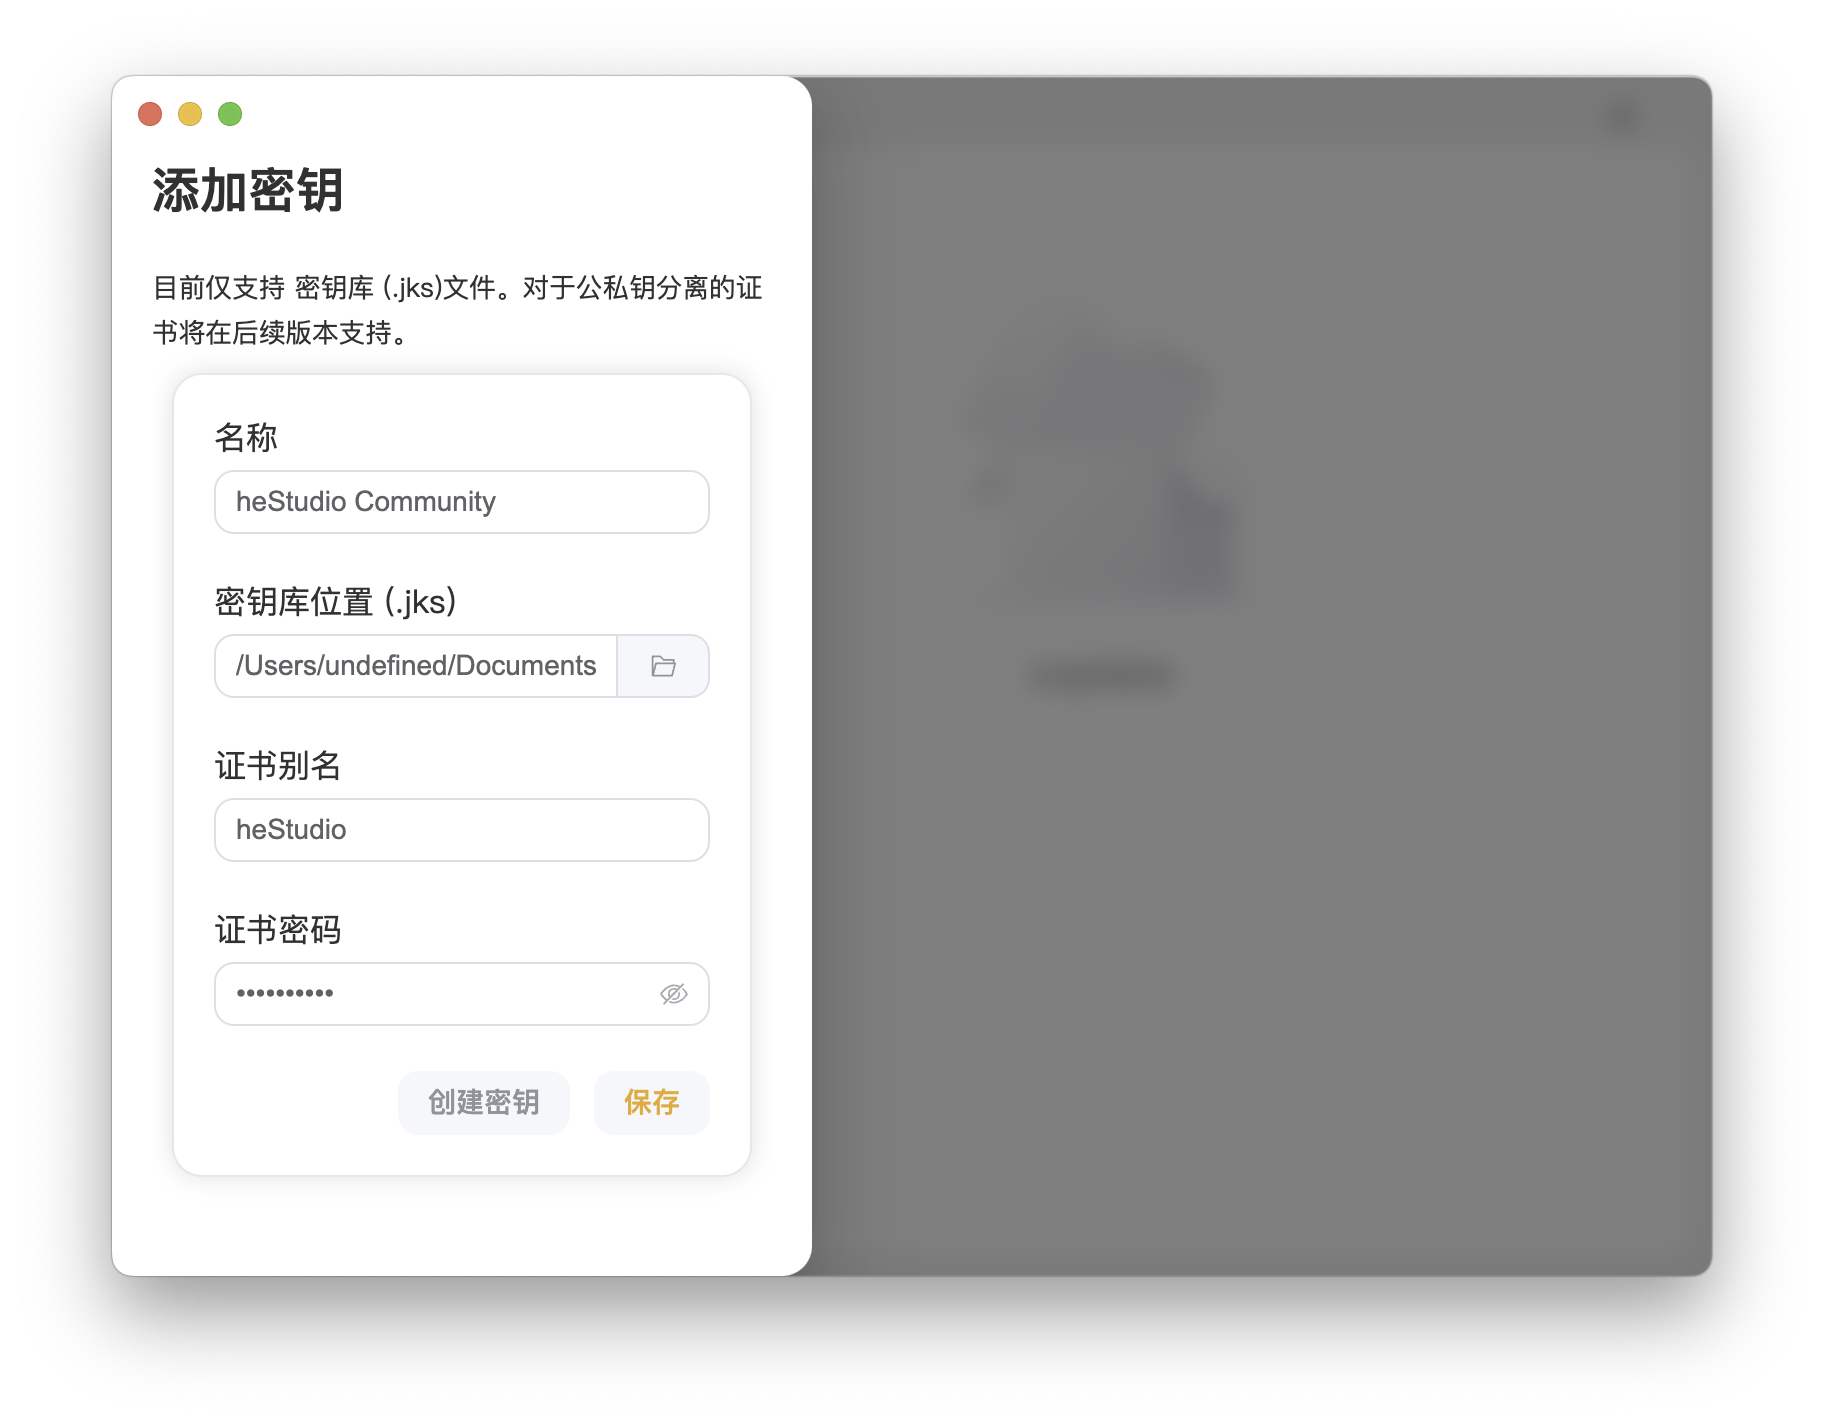 添加密钥
目前仅支持 密钥库 (.jks)文件。对于公私钥分离的证
书将在后续版本支持。
名称
heStudio Community
密钥库位置 (.jks)
/Users/undefined/Documents
证书别名
heStudio
证书密码
••••••••••
创建密钥 保存